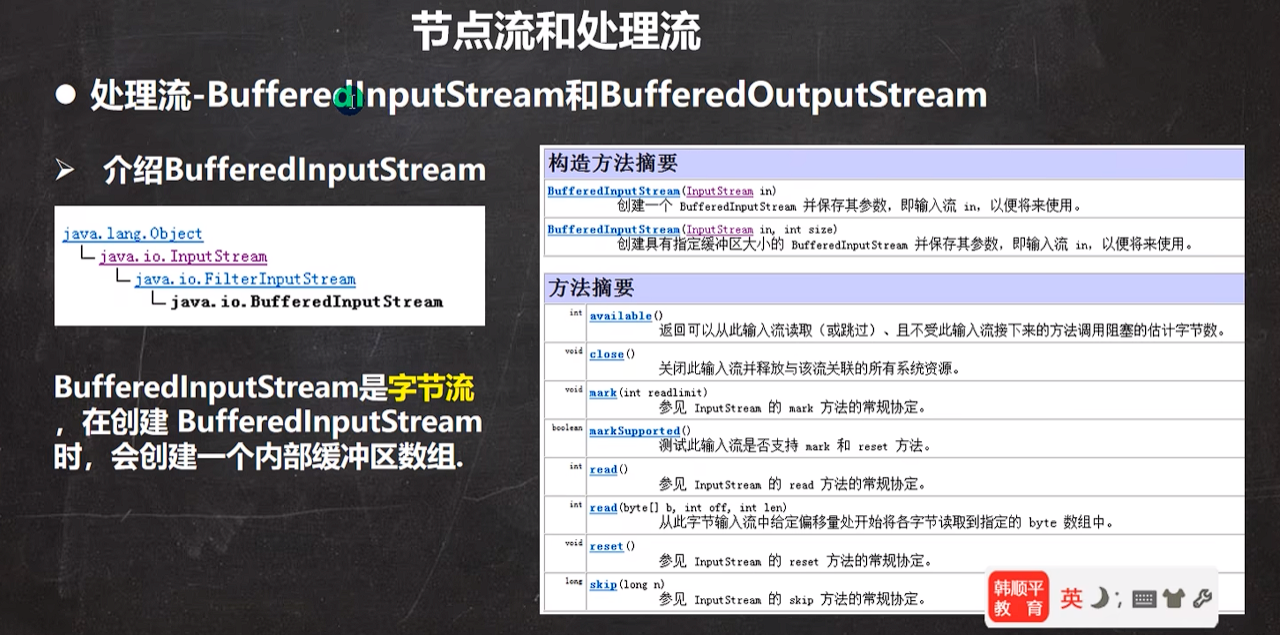 节点流和处理流
● 处理流-BufferedInputStream和BufferedOutputStream
➢ 介绍BufferedInputStream
java.lang.Object
java.io.InputStream
java.io.FilterInputStream
java.io.BufferedInputStream
BufferedInputStream是字节流
，在创建 BufferedInputStream
时，会创建一个内部缓冲区数组.
构造方法摘要
BufferedInputStream(InputStream in)
创建一个 BufferedInputStream 并保存其参数，即输入流 in，以便将来使用。
BufferedInputStream(InputStream in, int size)
创建具有指定缓冲区大小的 BufferedInputStream 并保存其参数，即输入流 in，以便将来使用。
方法摘要
int available()
返回可以从此输入流读取（或跳过）、且不受此输入流接下来的方法调用阻塞的估计字节数。
void close()
关闭此输入流并释放与该流关联的所有系统资源。
void mark(int readlimit)
参见 InputStream 的 mark 方法的常规协定。
boolean markSupported()
测试此输入流是否支持 mark 和 reset 方法。
int read()
参见 InputStream 的 read 方法的常规协定。
int read(byte[] b, int off, int len)
从此字节输入流中给定偏移量处开始将各字节读取到指定的 byte 数组中。
void reset()
参见 InputStream 的 reset 方法的常规协定。
long skip(long n)
参见 InputStream 的 skip 方法的常规协定。
韩顺平
教 育
英